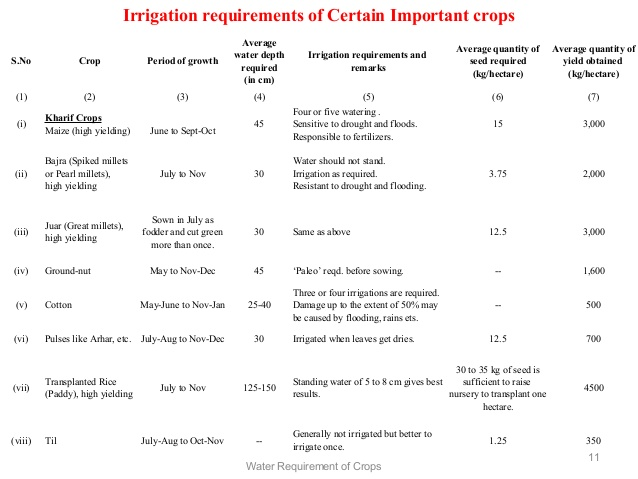 Irrigation requirements of Certain Important crops
S.No Crop Period of growth Average water depth required (in cm) Irrigation requirements and remarks Average quantity of seed required (kg/hectare) Average quantity of yield obtained (kg/hectare)
(1) (2) (3) (4) (5) (6) (7)
(i) Kharif Crops Maize (high yielding) June to Sept-Oct 45 Four or five watering . Sensitive to drought and floods. Responsible to fertilizers. 15 3,000
(ii) Bajra (Spiked millets or Pearl millets), high yielding July to Nov 30 Water should not stand. Irrigation as required. Resistant to drought and flooding. 3.75 2,000
(iii) Juar (Great millets), high yielding Sown in July as fodder and cut green more than once. 30 Same as above 12.5 3,000
(iv) Ground-nut May to Nov-Dec 45 ‘Paleo’ reqd. before sowing. -- 1,600
(v) Cotton May-June to Nov-Jan 25-40 Three or four irrigations are required. Damage up to the extent of 50% may be caused by flooding, rains ets. -- 500
(vi) Pulses like Arhar, etc. July-Aug to Nov-Dec 30 Irrigated when leaves get dries. 12.5 700
(vii) Transplanted Rice (Paddy), high yielding July to Nov 125-150 Standing water of 5 to 8 cm gives best results. 30 to 35 kg of seed is sufficient to raise nursery to transplant one hectare. 4500
(viii) Til July-Aug to Oct-Nov -- Generally not irrigated but better to irrigate once. 1.25 350
Water Requirement of Crops
11